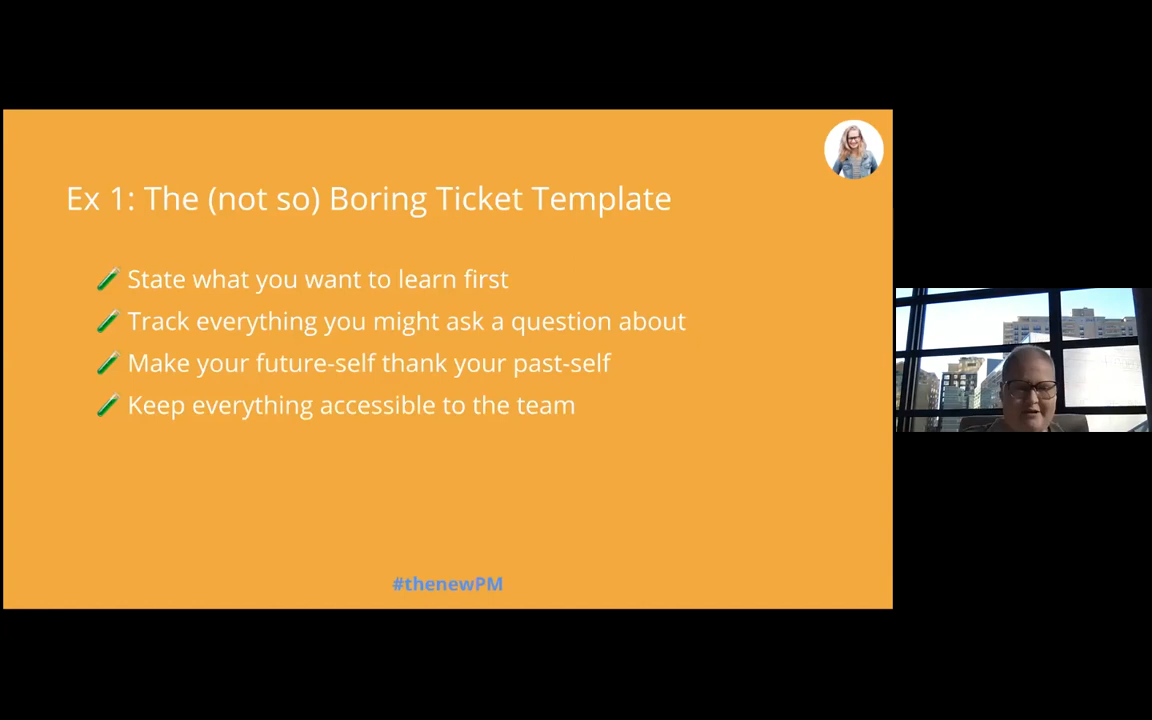 Ex 1: The (not so) Boring Ticket Template
State what you want to learn first
Track everything you might ask a question about
Make your future-self thank your past-self
Keep everything accessible to the team
#thenewPM